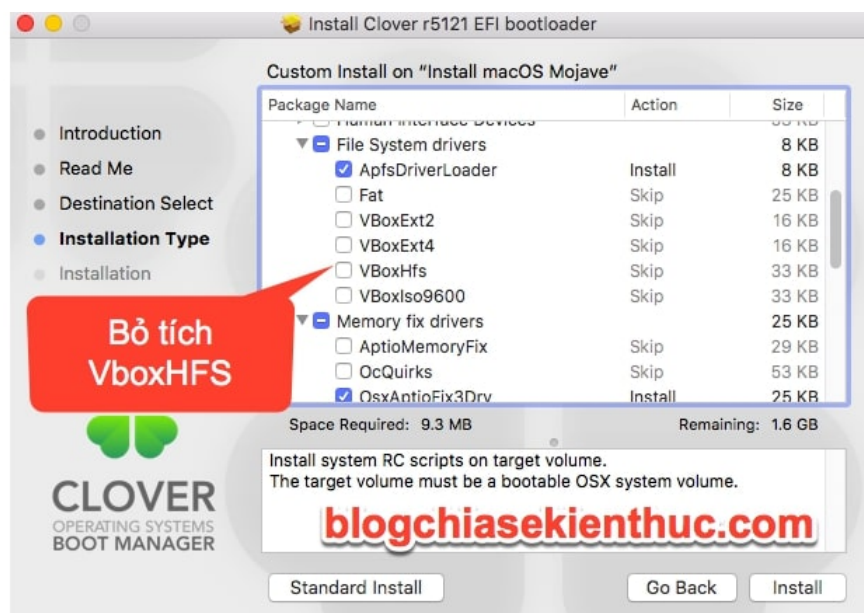 Install Clover r5121 EFI bootloader
Custom Install on “Install macOS Mojave”
Package Name Action Size
Human Interface Devices 33 KB
File System drivers 8 KB
ApfsDriverLoader Install 8 KB
Fat Skip 25 KB
VBoxExt2 Skip 16 KB
VBoxExt4 Skip 16 KB
VBoxHfs Skip 33 KB
VBoxIso9600 Skip 33 KB
Memory fix drivers 25 KB
AptioMemoryFix Skip 29 KB
OcQuirks Skip 53 KB
OsxAptioFix3Drv Install 25 KB
Introduction
Read Me
Destination Select
Installation Type
Installation
Bỏ tích
VboxHFS
Space Required: 9.3 MB Remaining: 1.6 GB
Install system RC scripts on target volume.
The target volume must be a bootable OSX system volume.
blogchiasekienthuc.com
CLOVER
OPERATING SYSTEMS
BOOT MANAGER
Standard Install Go Back Install